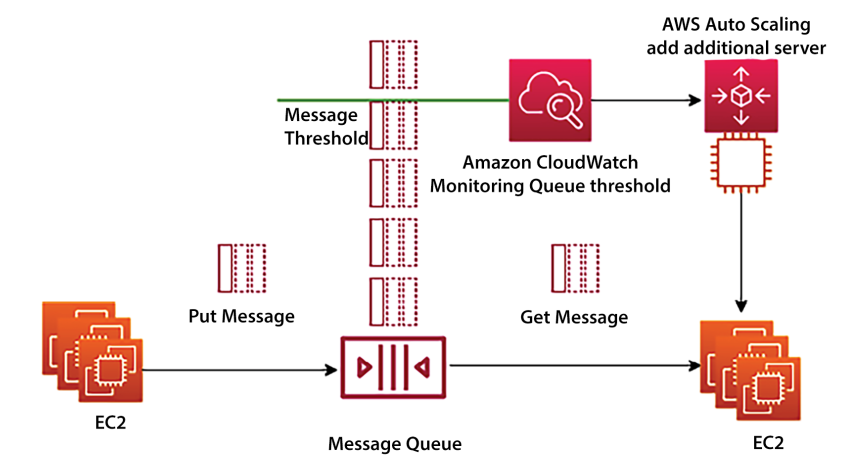 AWS Auto Scaling
add additional server
Message
Threshold
Amazon CloudWatch
Monitoring Queue threshold
Put Message
Get Message
EC2
Message Queue
EC2